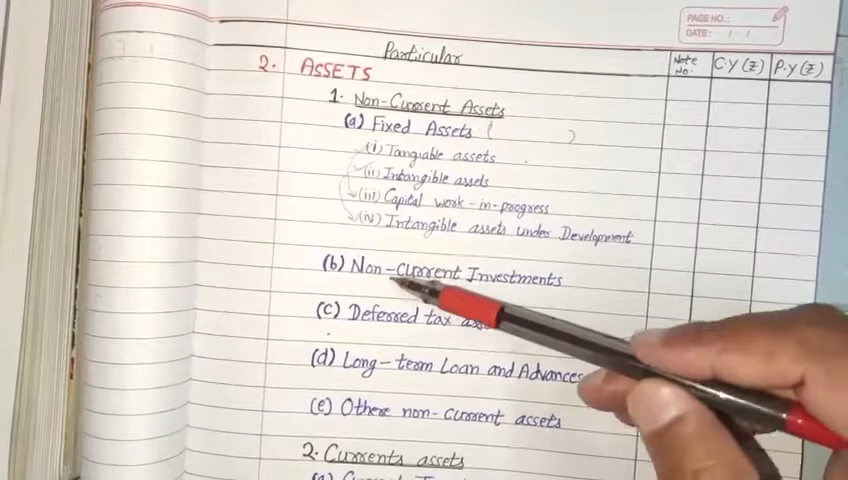 PAGE NO.:
DATE: / /
Particular
Note No.
C.Y (₹)
P.Y (₹)
2. ASSETS
1. Non-Current Assets
(a) Fixed Assets ( )
(i) Tangiable assets
(ii) Intangible assets
(iii) Capital work-in-progress
(iv) Intangible assets under Development
(b) Non-current Investments
(c) Deferred tax
(d) Long-term Loan and Advances
(e) Othere non-current assets
2. Currents assets